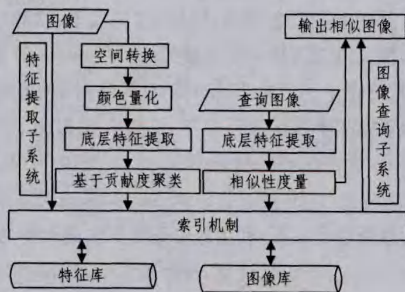 图像
输出相似图像
空间转换
颜色量化
查询图像
底层特征提取
底层特征提取
基于贡献度聚类
相似性度量
特征提取子系统
图像查询子系统
索引机制
特征库
图像库